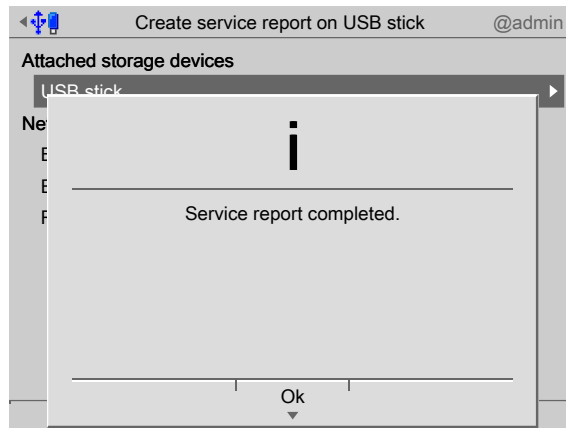 Create service report on USB stick @admin
Attached storage devices
USB stick
i
Service report completed.
Ok